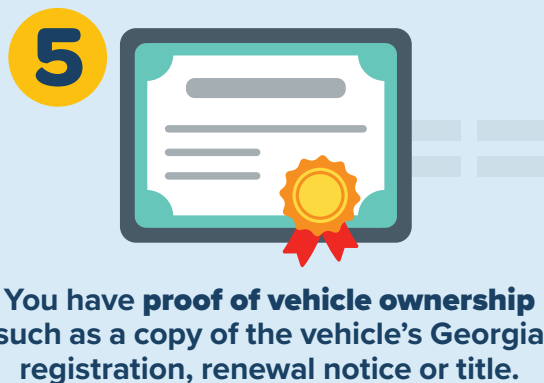 5
You have proof of vehicle ownership
such as a copy of the vehicle’s Georgia
registration, renewal notice or title.